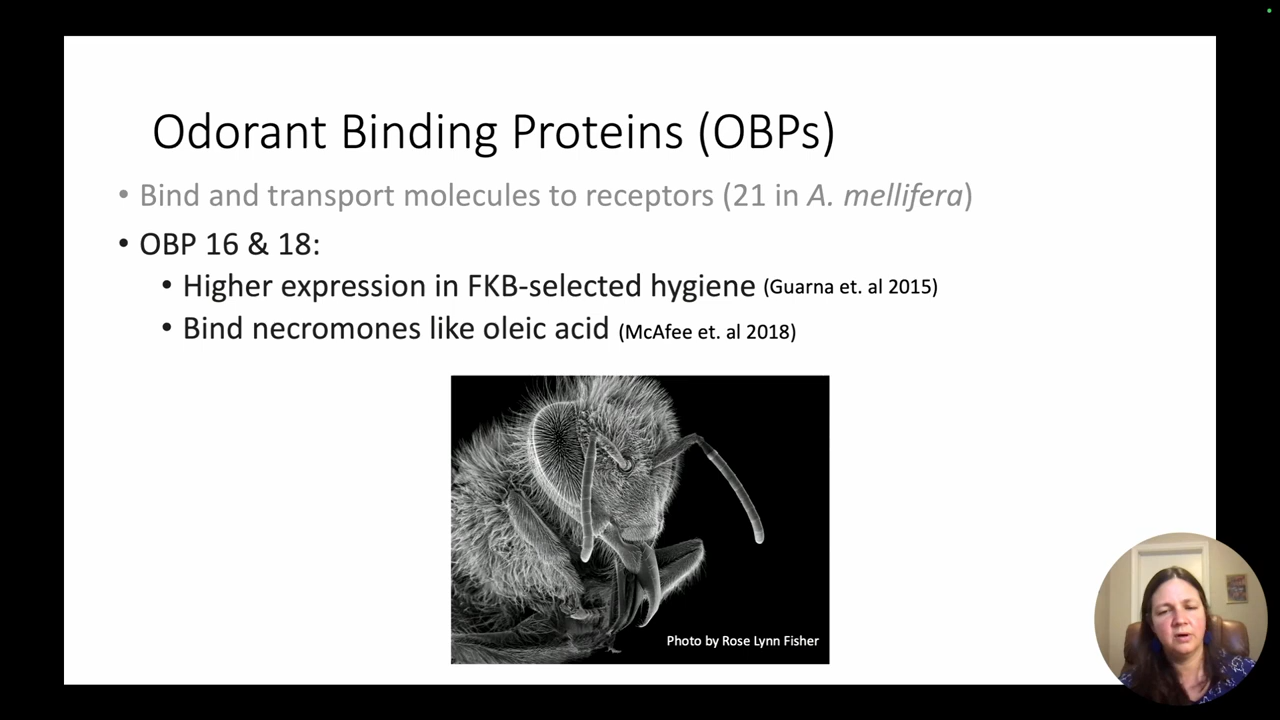 Odorant Binding Proteins (OBPs)
• Bind and transport molecules to receptors (21 in A. mellifera)
• OBP 16 & 18:
• Higher expression in FKB-selected hygiene (Guarna et. al 2015)
• Bind necromones like oleic acid (McAfee et. al 2018)
Photo by Rose Lynn Fisher